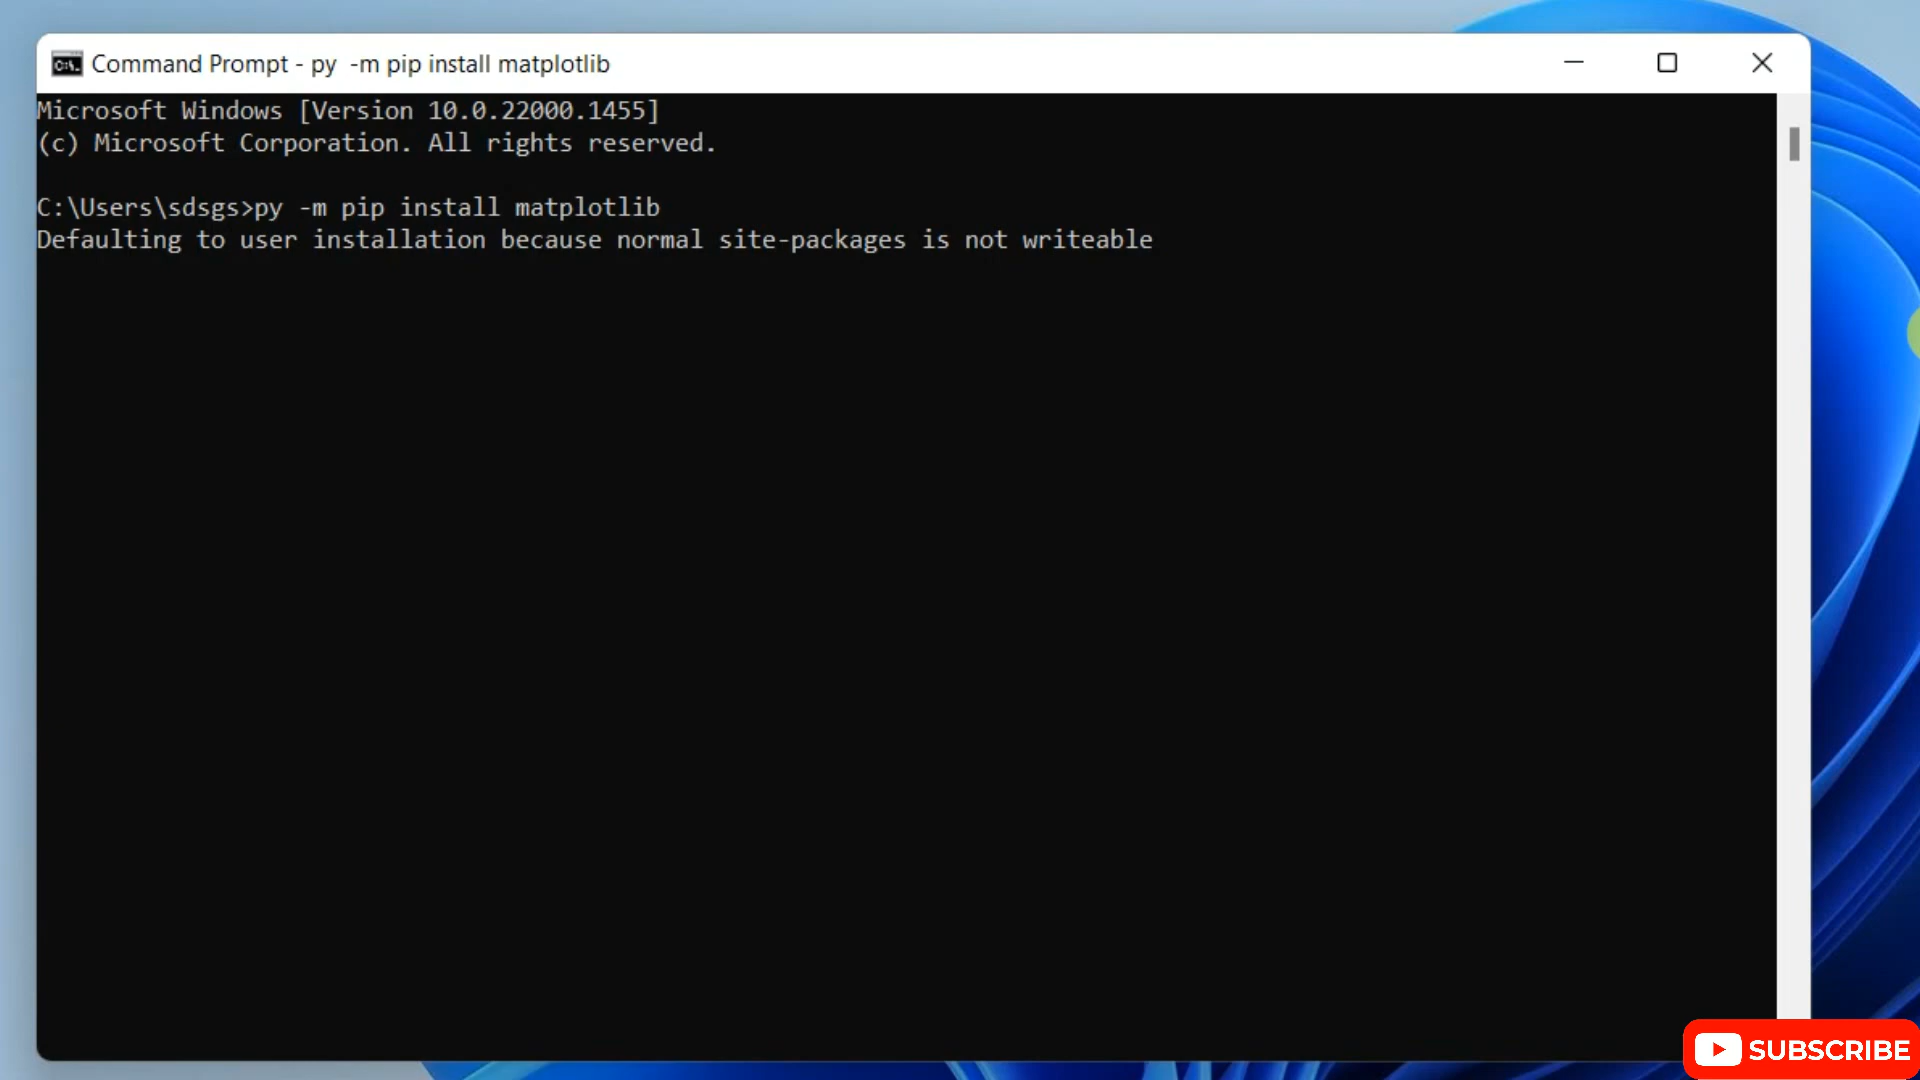 Command Prompt - py  -m pip install matplotlib
Microsoft Windows [Version 10.0.22000.1455]
(c) Microsoft Corporation. All rights reserved.
C:\Users\sdsgs>py -m pip install matplotlib
Defaulting to user installation because normal site-packages is not writeable
SUBSCRIBE